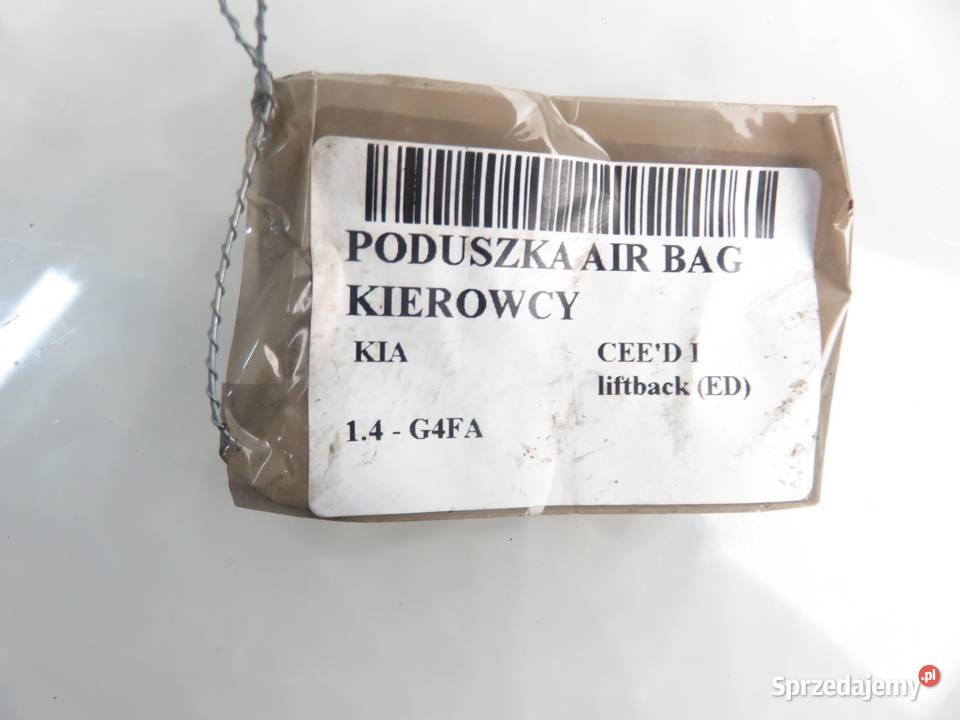 PODUSZKA AIR BAG
KIEROWCY
KIA CEE'D I
liftback (ED)
1.4 - G4FA
Sprzedajemy.pl